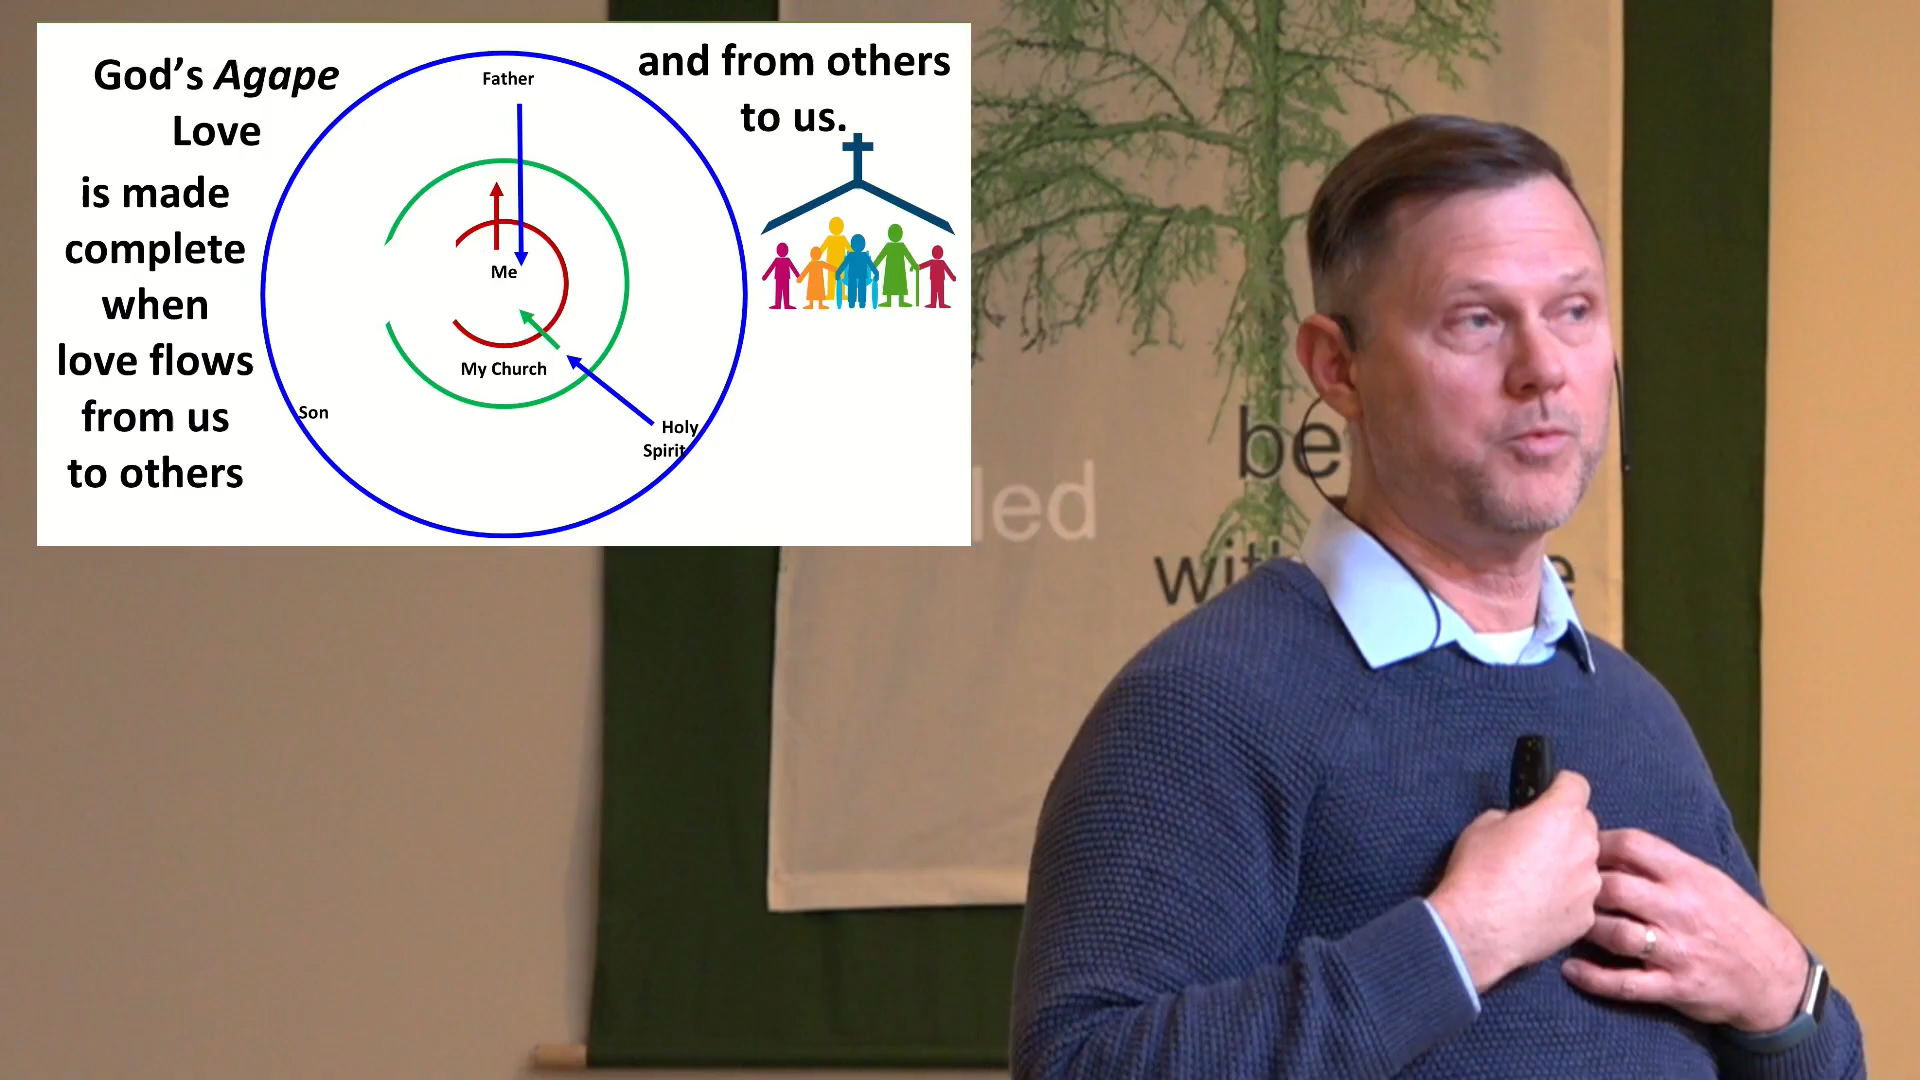 God's Agape
Love
is made
complete
when
love flows
from us
to others
Father
Me
My Church
Son
Holy
Spirit
and from others
to us.
be
led